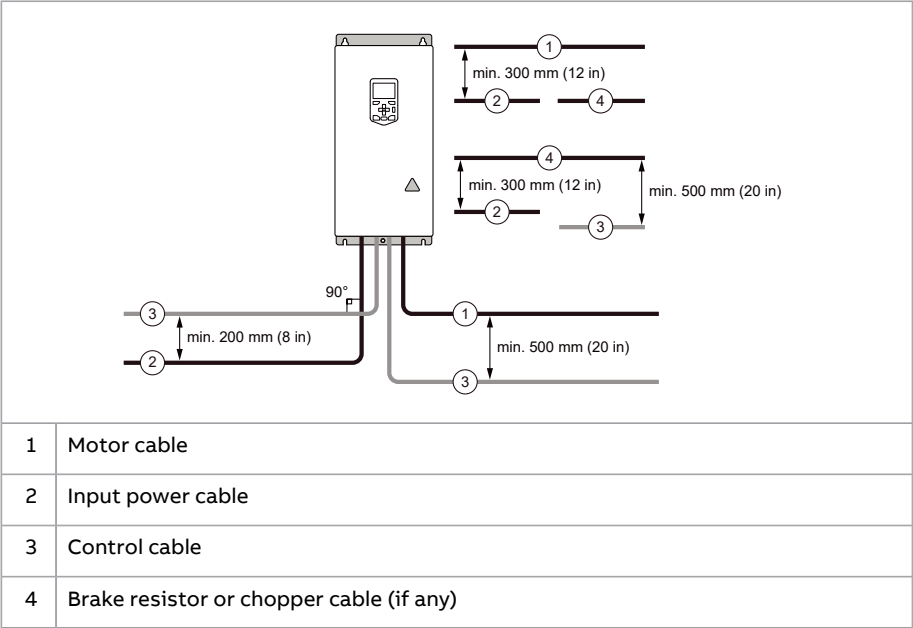 1
min. 300 mm (12 in)
2
4
4
min. 300 mm (12 in)
min. 500 mm (20 in)
2
3
90°
3
1
min. 200 mm (8 in)
min. 500 mm (20 in)
2
3
1 Motor cable
2 Input power cable
3 Control cable
4 Brake resistor or chopper cable (if any)